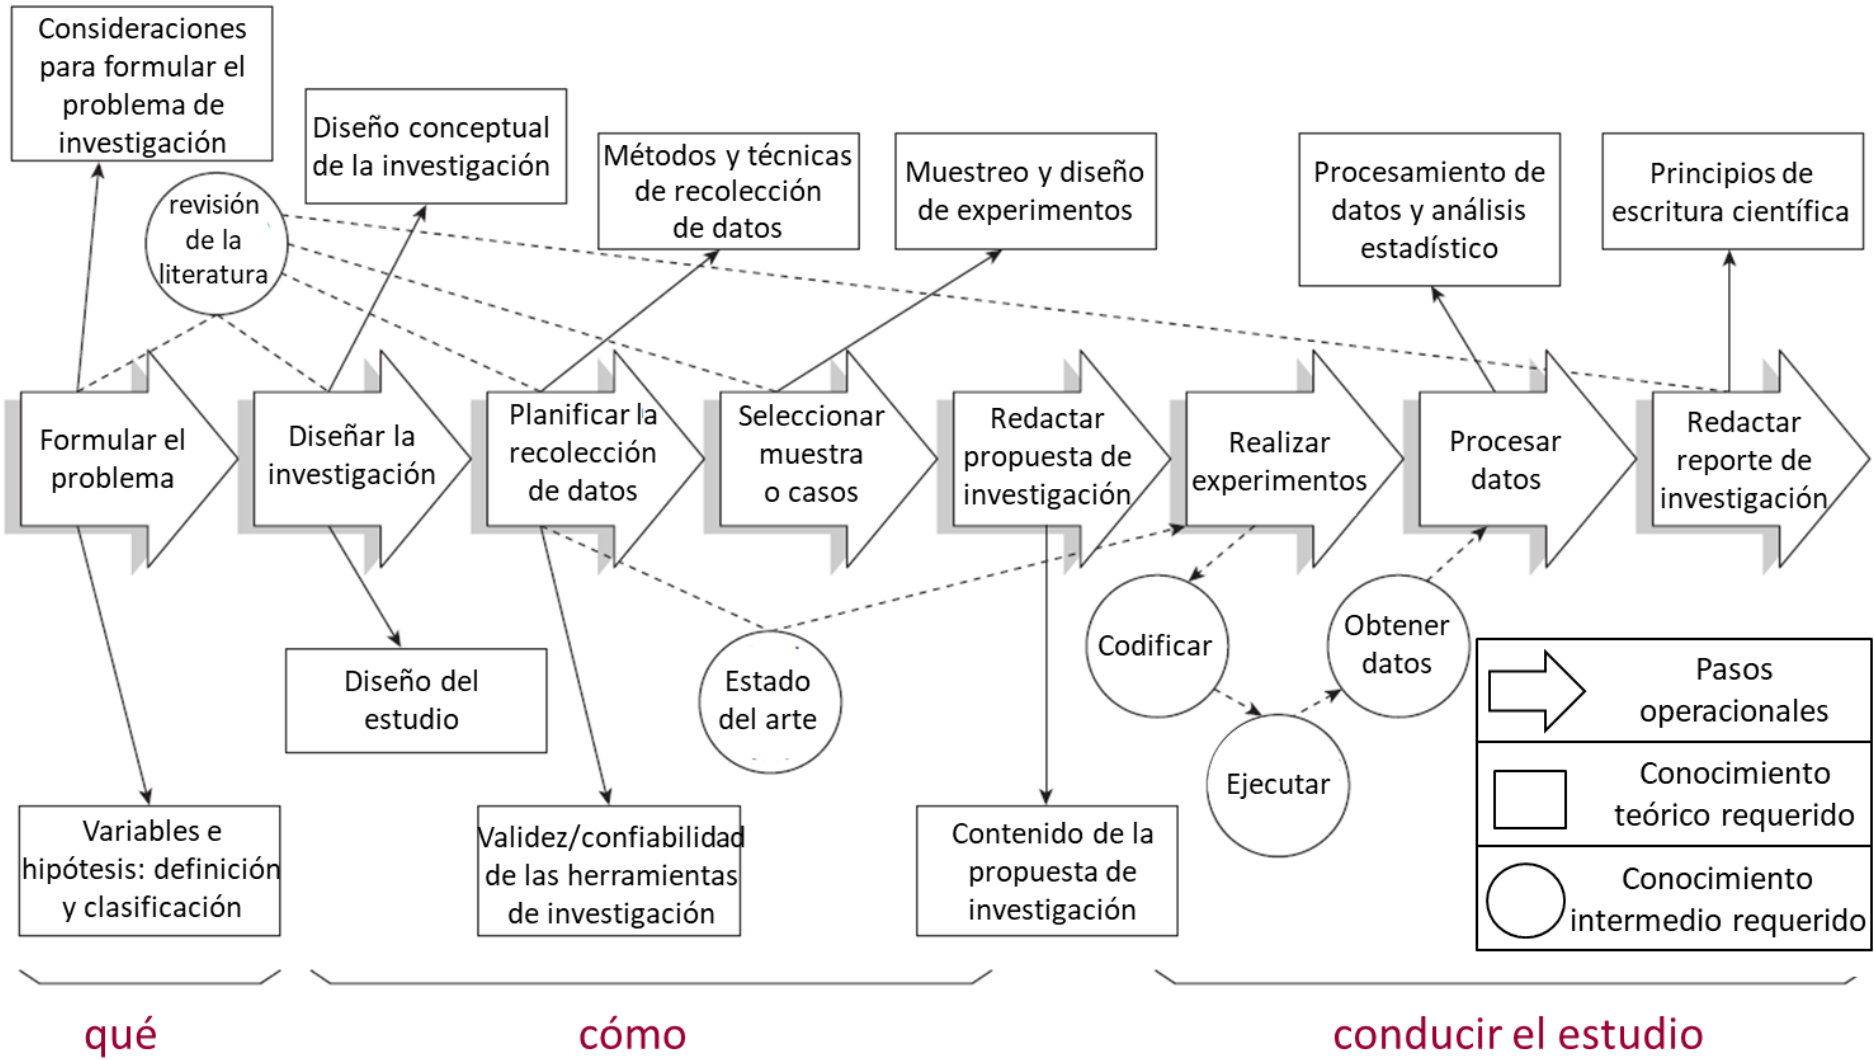 Consideraciones
para formular el
problema de
investigación
revisión
de la
literatura
Diseño conceptual
de la investigación
Métodos y técnicas
de recolección
de datos
Muestreo y diseño
de experimentos
Procesamiento de
datos y análisis
estadístico
Principios de
escritura científica
Formular el
problema
Diseñar la
investigación
Planificar la
recolección
de datos
Seleccionar
muestra
o casos
Redactar
propuesta de
investigación
Realizar
experimentos
Procesar
datos
Redactar
reporte de
investigación
Diseño del
estudio
Estado
del arte
Codificar
Ejecutar
Obtener
datos
Variables e
hipótesis: definición
y clasificación
Validez/confiabilidad
de las herramientas
de investigación
Contenido de la
propuesta de
investigación
Pasos
operacionales
Conocimiento
teórico requerido
Conocimiento
intermedio requerido
qué
cómo
conducir el estudio